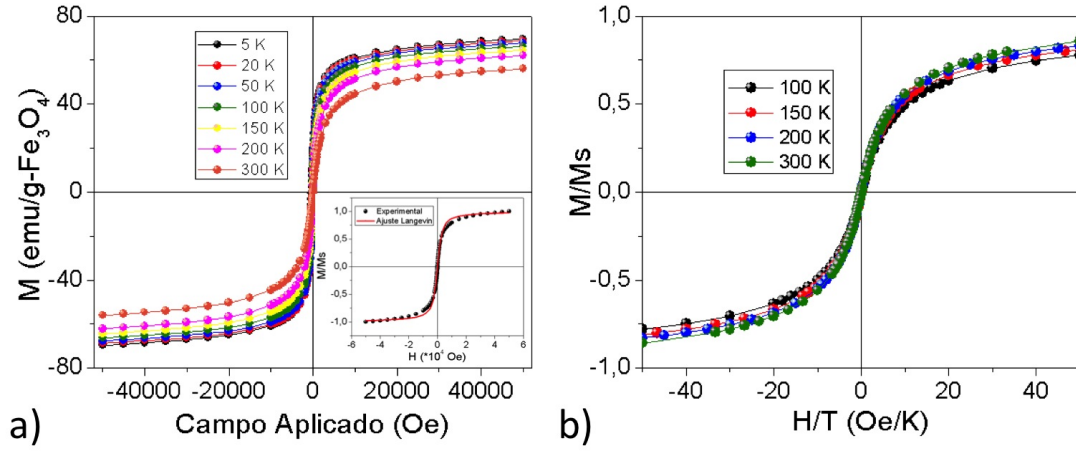 80
40
0
-40
-80
M (emu/g-Fe3O4)
5 K
20 K
50 K
100 K
150 K
200 K
300 K
-40000 -20000 0 20000 40000
Campo Aplicado (Oe)
a)
Experimental
Ajuste Langevin
1,0
0,5
0,0
-0,5
-1,0
M/Ms
-6 -4 -2 0 2 4 6
H (*10^4 Oe)
1,0
0,5
0,0
-0,5
-1,0
M/Ms
100 K
150 K
200 K
300 K
-40 -20 0 20 40
H/T (Oe/K)
b)